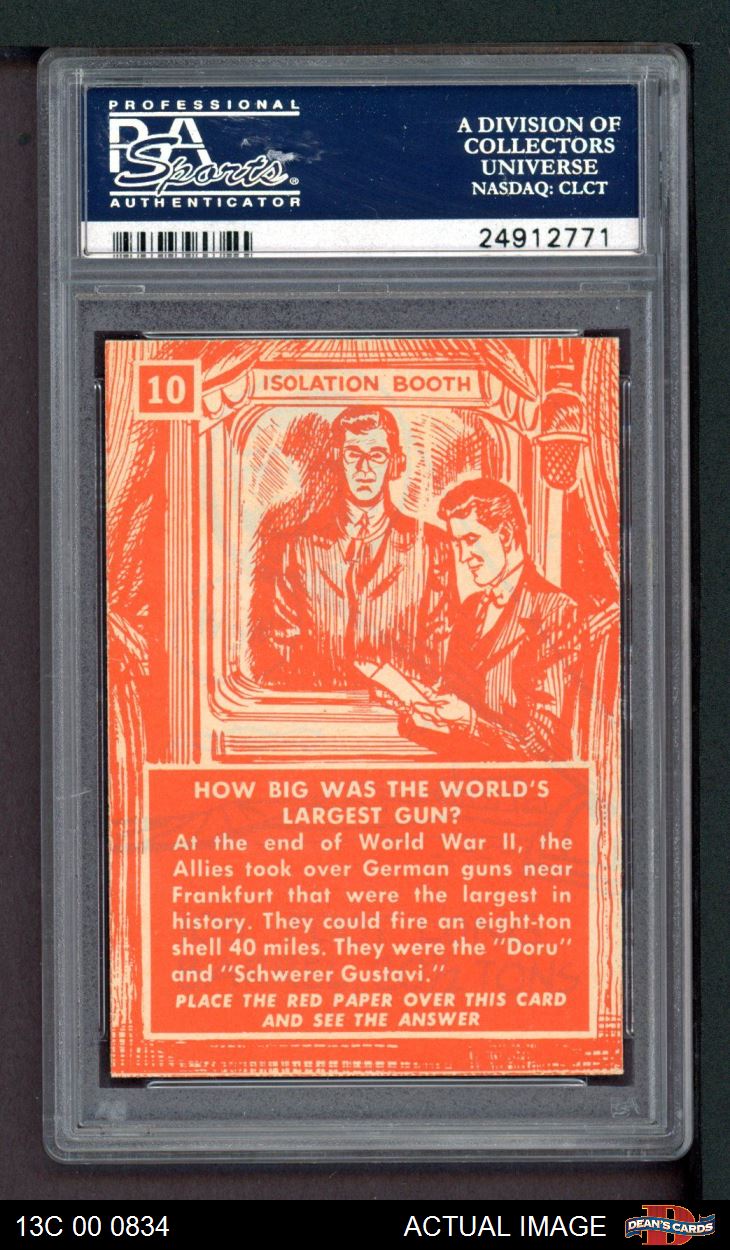 PROFESSIONAL
PSA
Sports®
AUTHENTICATOR
A DIVISION OF
COLLECTORS
UNIVERSE
NASDAQ: CLCT
24912771
10
ISOLATION BOOTH
HOW BIG WAS THE WORLD'S
LARGEST GUN?
At the end of World War II, the
Allies took over German guns near
Frankfurt that were the largest in
history. They could fire an eight-ton
shell 40 miles. They were the "Doru"
and "Schwerer Gustavi."
PLACE THE RED PAPER OVER THIS CARD
AND SEE THE ANSWER
13C 00 0834
ACTUAL IMAGE
DEAN'S CARDS